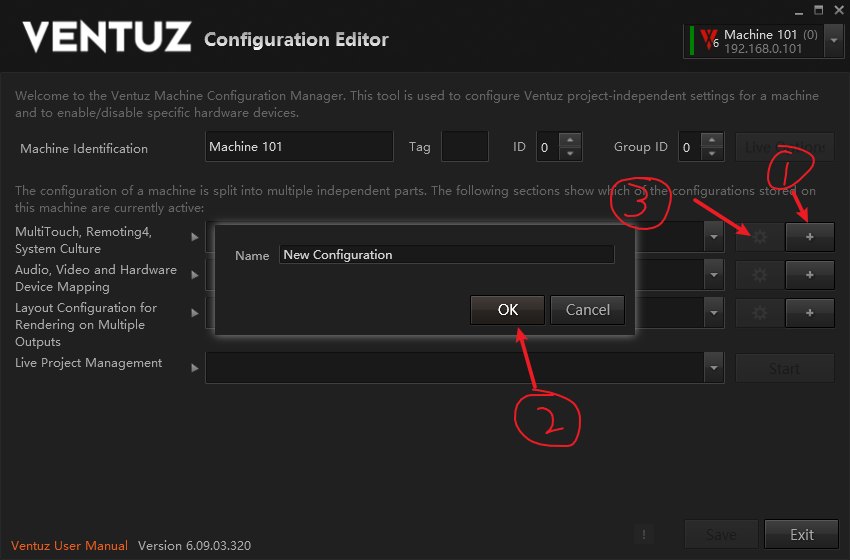 VENTUZ Configuration Editor
6 Machine 101 (0)
192.168.0.101
Welcome to the Ventuz Machine Configuration Manager. This tool is used to configure Ventuz project-independent settings for a machine
and to enable/disable specific hardware devices.
Machine Identification Machine 101 Tag ID 0 Group ID 0 Live
The configuration of a machine is split into multiple independent parts. The following sections show which of the configurations stored on
this machine are currently active:
1
3
MultiTouch, Remoting4,
System Culture
+
Name New Configuration
Audio, Video and Hardware
Device Mapping
+
Layout Configuration for
Rendering on Multiple
Outputs
+
OK Cancel
Live Project Management
Start
2
! Save Exit
Ventuz User Manual Version 6.09.03.320